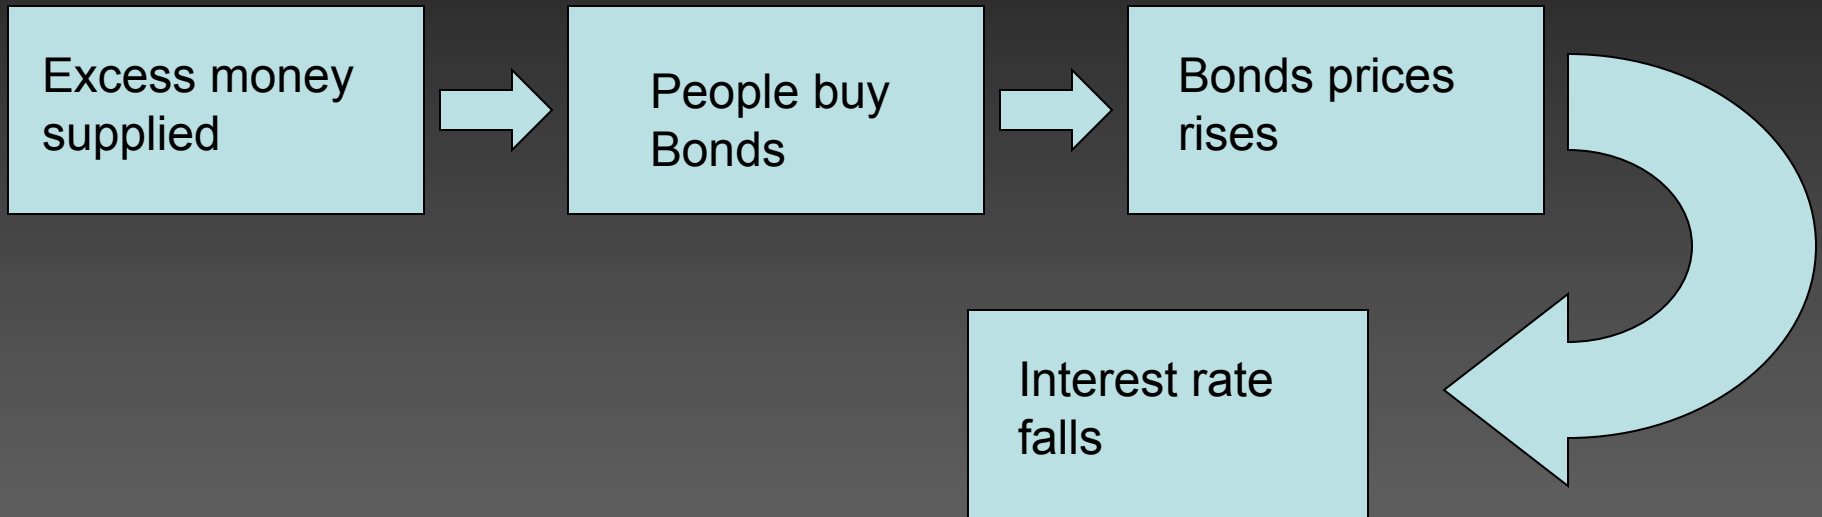 Excess money
supplied
People buy
Bonds
Bonds prices
rises
Interest rate
falls